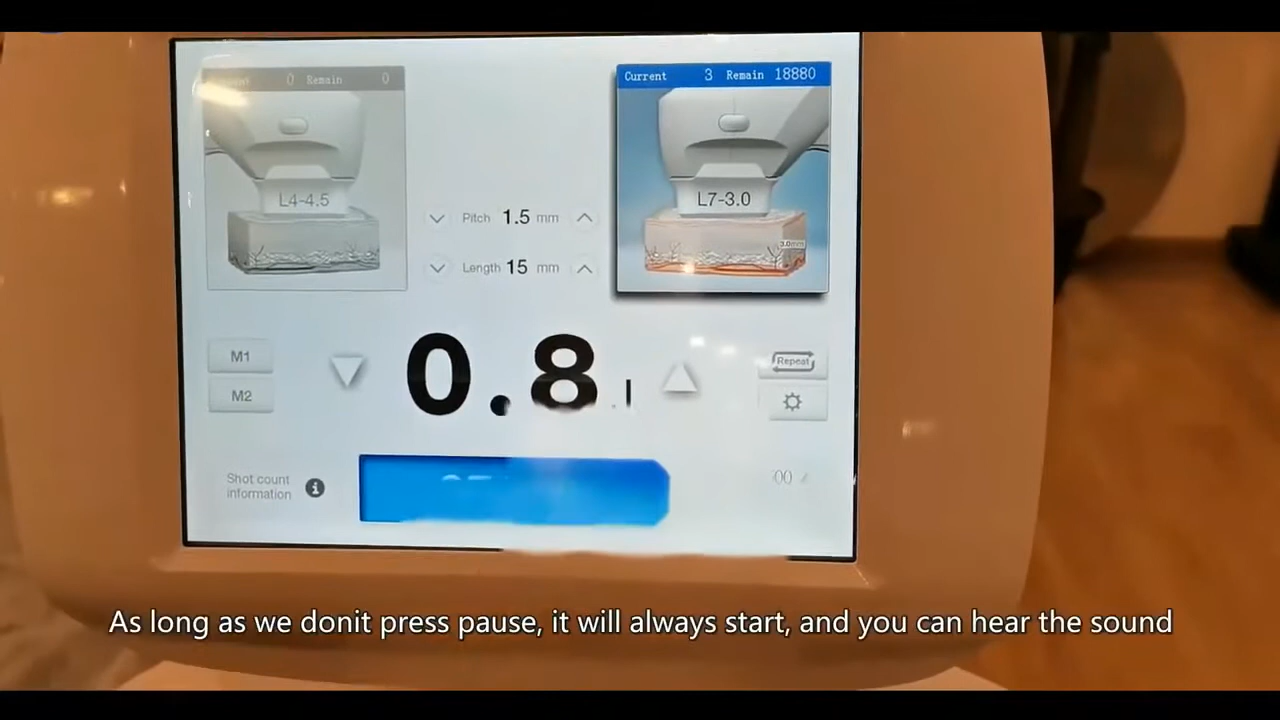 0 Remain 0
Current 3 Remain 18880
L4-4.5
L7-3.0
3.0mm
Pitch 1.5 mm
Length 15 mm
M1
M2
0.8
Repeat
Shot count
information
As long as we donit press pause, it will always start, and you can hear the sound